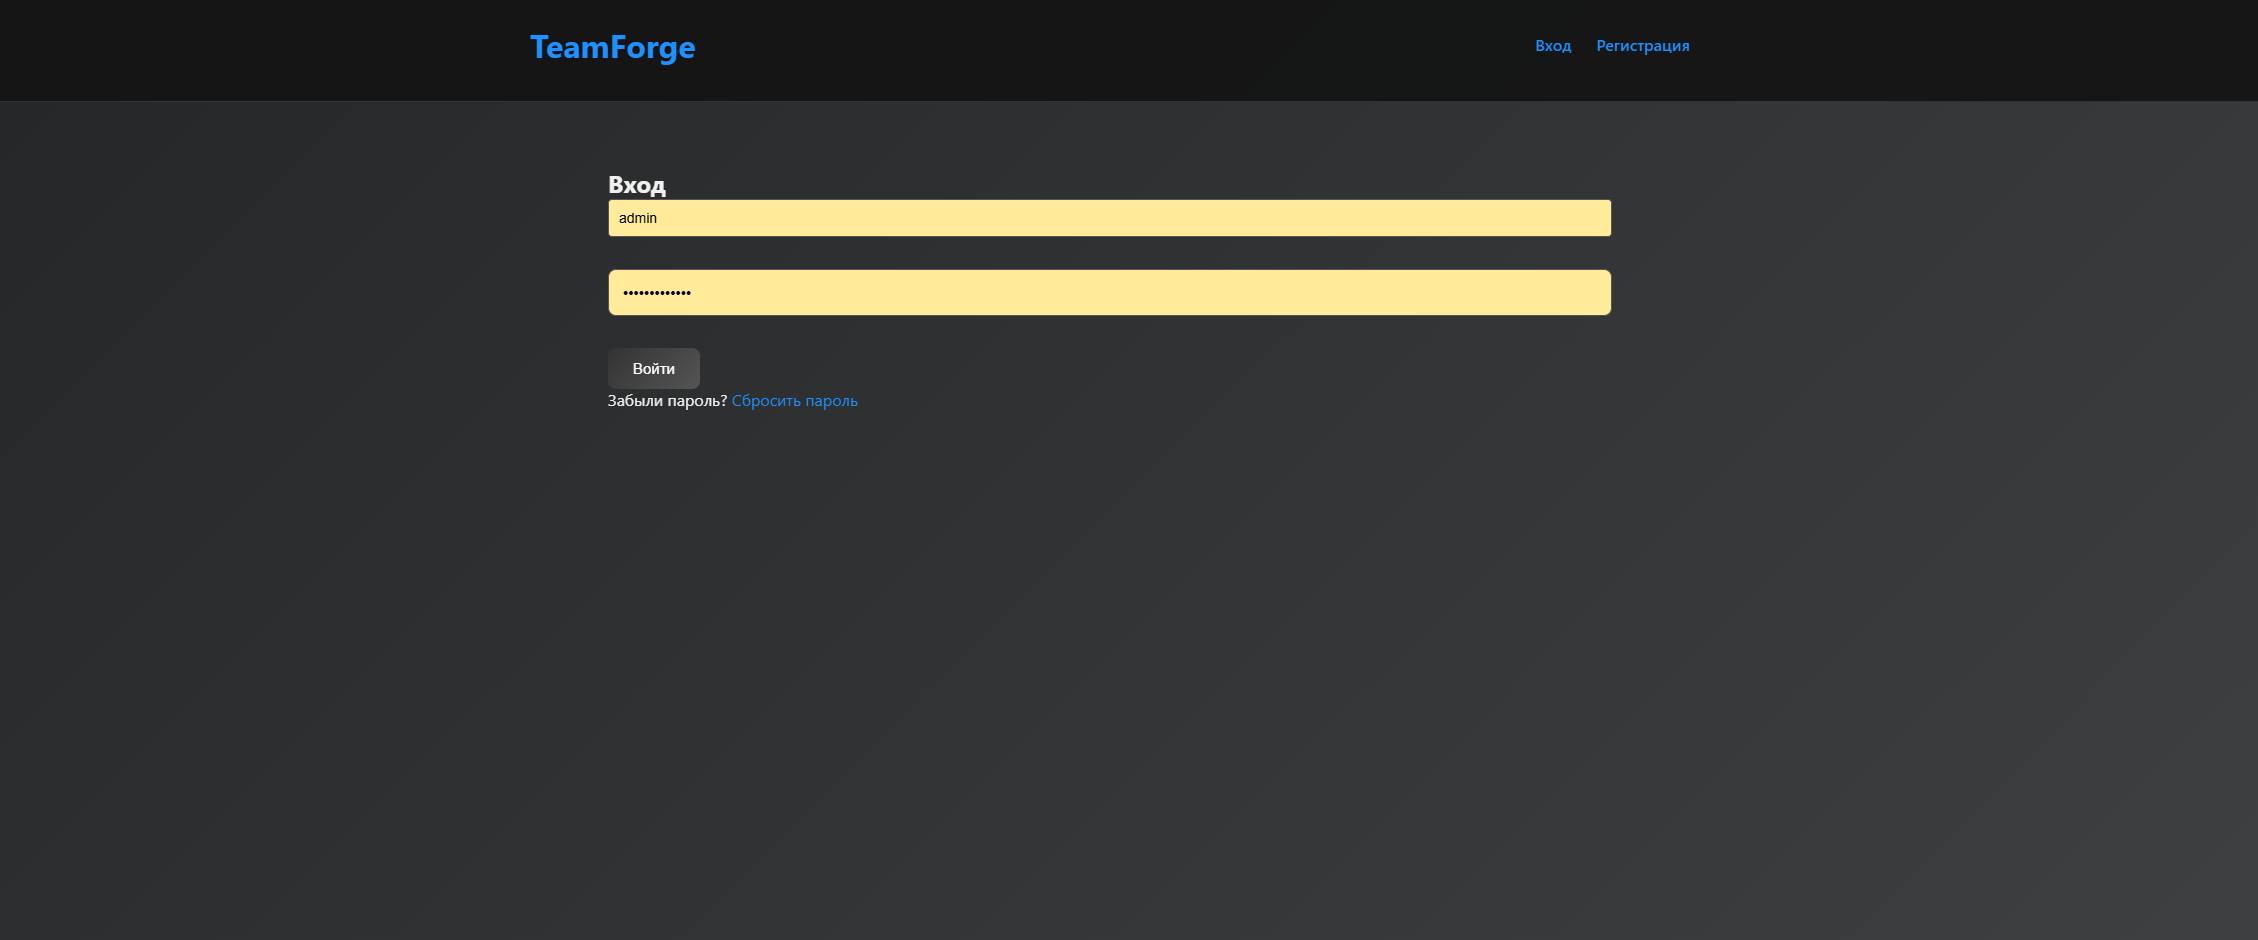 TeamForge
Вход Регистрация
Вход
admin
•••••••••••••
Войти
Забыли пароль? Сбросить пароль